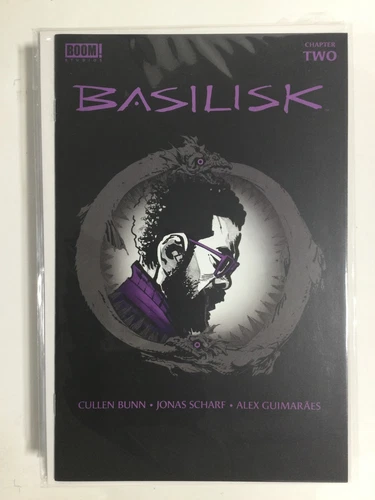 BOOM!
STUDIOS
CHAPTER
TWO
BASILISK
CULLEN BUNN • JONAS SCHARF • ALEX GUIMARÃES